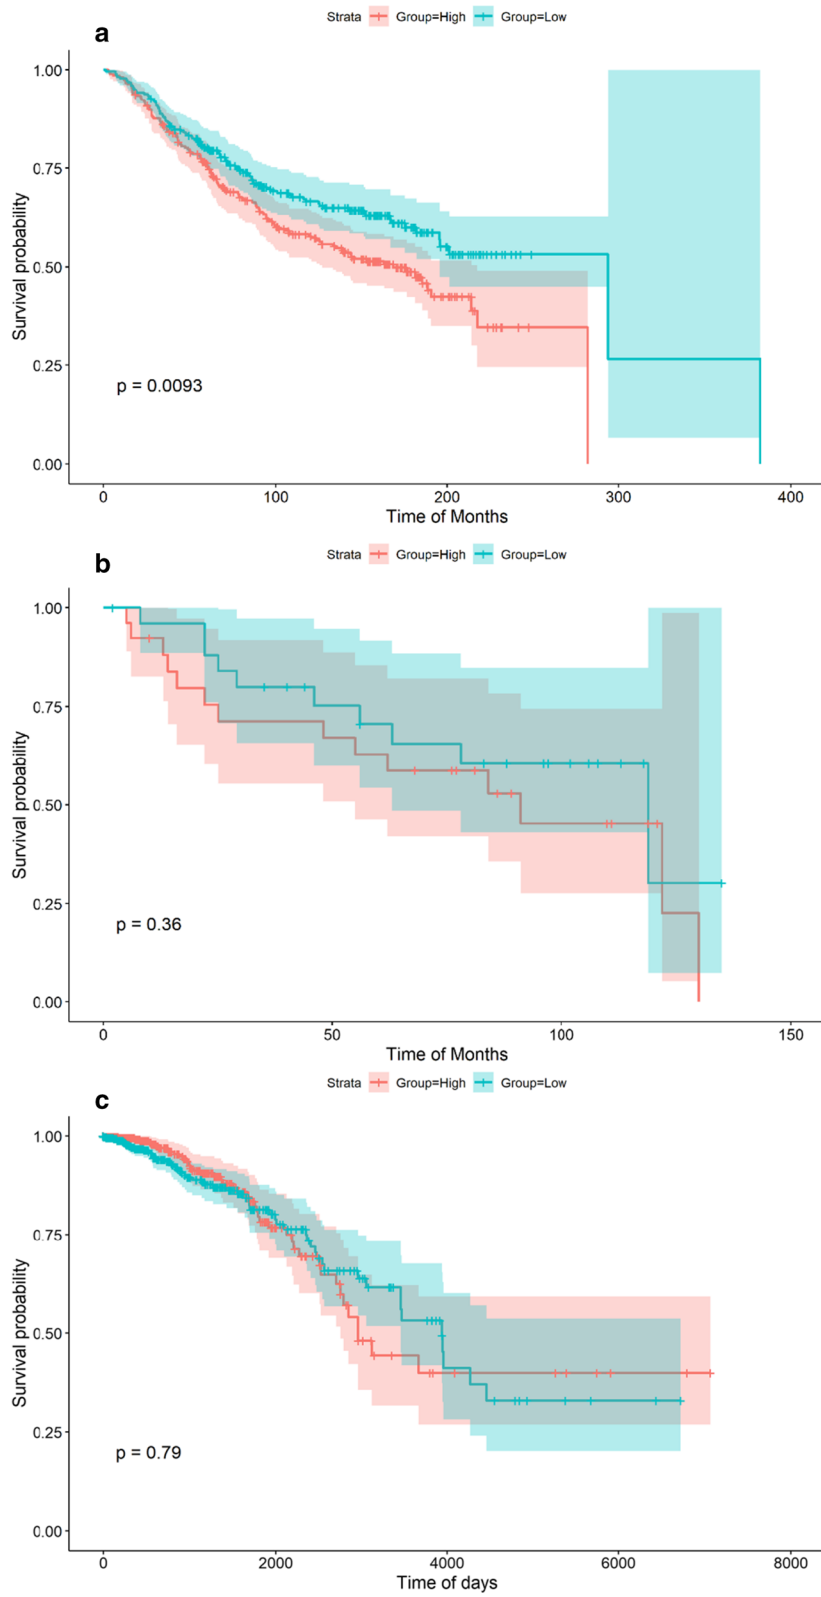 Strata Group=High Group=Low
a
1.00
0.75
0.50
0.25
0.00
Survival probability
p = 0.0093
0 100 200 300 400
Time of Months
Strata Group=High Group=Low
b
1.00
0.75
0.50
0.25
0.00
Survival probability
p = 0.36
0 50 100 150
Time of Months
Strata Group=High Group=Low
c
1.00
0.75
0.50
0.25
0.00
Survival probability
p = 0.79
0 2000 4000 6000 8000
Time of days